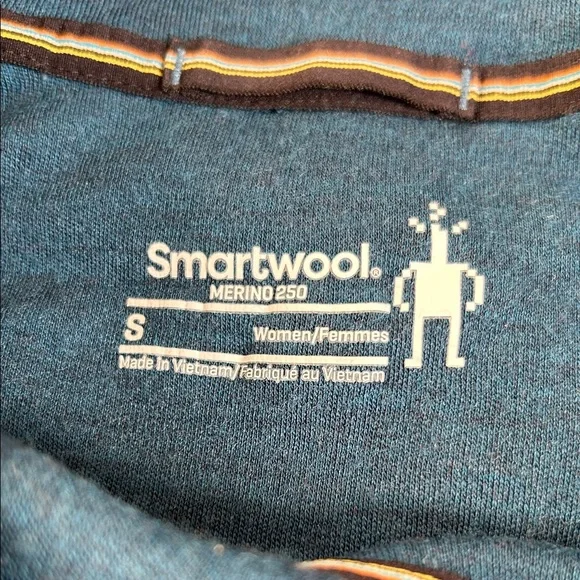 Smartwool®
MERINO 250
S
Women/Femmes
Made in Vietnam/Fabriqué au Vietnam